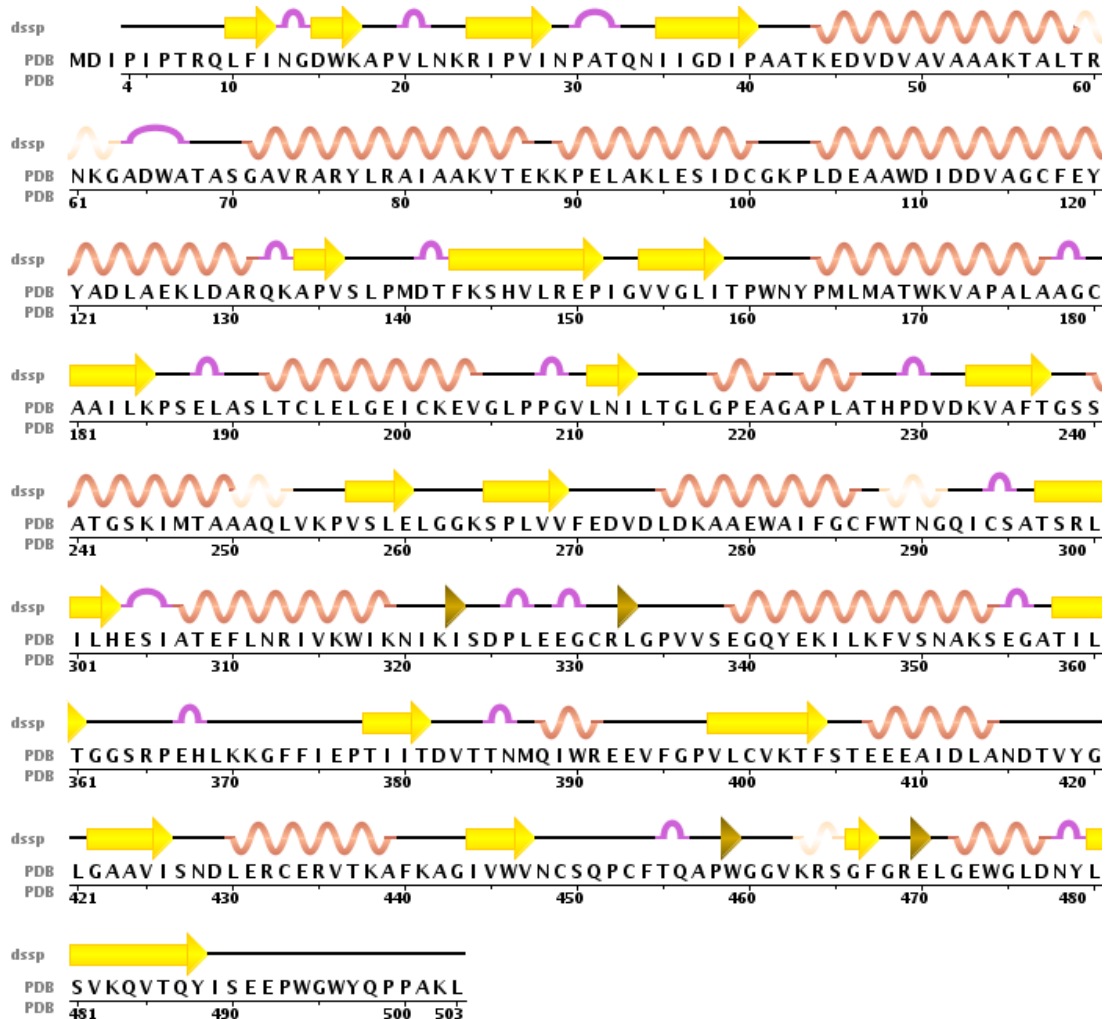 dssp
PDB MDIPIPTRQLFINGDWKAPVLNKRIPVINPATQNIIGDIPAATKEDVDVAVAAAKTALTR
PDB 4 10 20 30 40 50 60
dssp
PDB NKGADWATASGAVRARYLRAIAAKVTEKKPELAKLESIDCGKPLDEAAWDIDDVAGCFEY
PDB 61 70 80 90 100 110 120
dssp
PDB YADLAEKLDARQKAPVSLPMDTFKSHVLREPIGVVGLITPWNYPMLMATWKVAPALAAGC
PDB 121 130 140 150 160 170 180
dssp
PDB AAILKPSELASLTCLELGEICKEVGLPPGVLNILTGLGPEAGAPLATHPDVDKVAFTGSS
PDB 181 190 200 210 220 230 240
dssp
PDB ATGSKIMTAAAQLVKPVSLELGGKSPLVVFEDVDLDKAAEWAIFGCFWTNGQICSATSRL
PDB 241 250 260 270 280 290 300
dssp
PDB ILHESIATEFLNRIVKWIKNIKISDPLEEGCRLGPVVSEGQYEKILKFVSNAKSEGATIL
PDB 301 310 320 330 340 350 360
dssp
PDB TGGSRPEHLKKGFFIEPTIITDVTTNMQIWREEVFGPVLCVKTFSTEEEAIDLANDTVYG
PDB 361 370 380 390 400 410 420
dssp
PDB LGAAVISNDLERCERVTKAFKAGIVWVNCSQPCFTQAPWGGVKRSGFGRELGEWGLDNYL
PDB 421 430 440 450 460 470 480
dssp
PDB SVKQVTQYISEEPWGWYQPPAKL
PDB 481 490 500 503